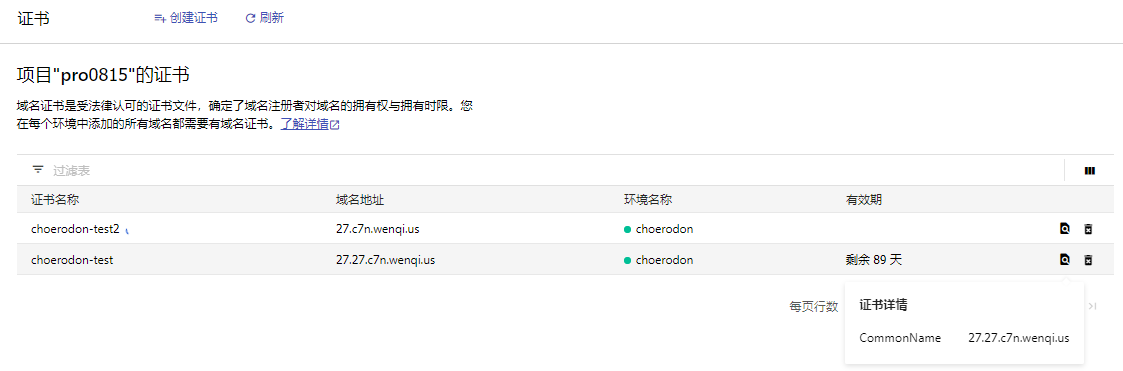 证书 创建证书 刷新
项目"pro0815"的证书
域名证书是受法律认可的证书文件，确定了域名注册者对域名的拥有权与拥有时限。您
在每个环境中添加的所有域名都需要有域名证书。了解详情
过滤表
证书名称 域名地址 环境名称 有效期
choerodon-test2 27.c7n.wenqi.us choerodon
choerodon-test 27.27.c7n.wenqi.us choerodon 剩余 89 天
每页行数
证书详情
CommonName 27.27.c7n.wenqi.us